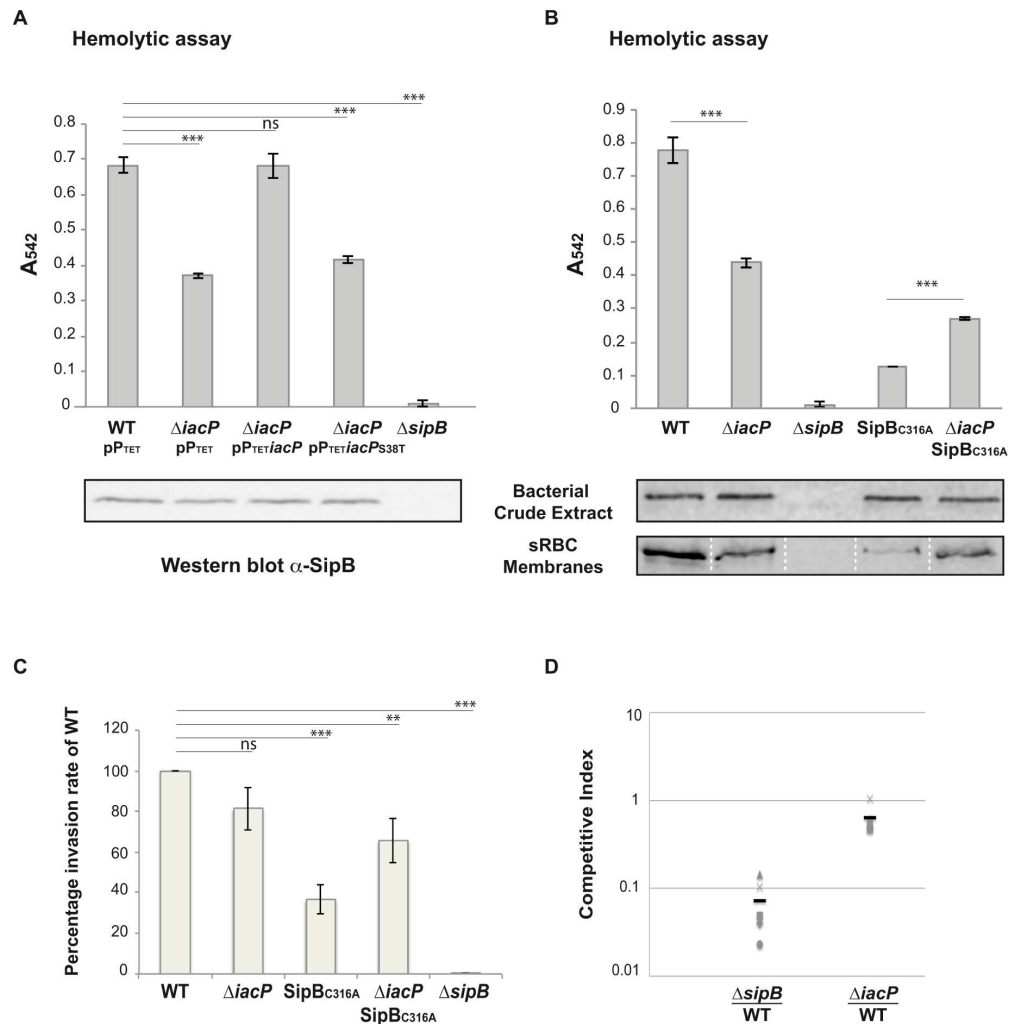 A
Hemolytic assay
***
***
ns
***
0.8
0.7
0.6
0.5
0.4
0.3
0.2
0.1
0
A542
WT
pPTET
ΔiacP
pPTET
ΔiacP
pPTETiacP
ΔiacP
pPTETiacPS38T
ΔsipB
Western blot α-SipB
B
Hemolytic assay
***
***
0.9
0.8
0.7
0.6
0.5
0.4
0.3
0.2
0.1
0
A542
WT
ΔiacP
ΔsipB
SipBC316A
ΔiacP
SipBC316A
Bacterial
Crude Extract
sRBC
Membranes
C
***
**
***
ns
120
100
80
60
40
20
0
Percentage invasion rate of WT
WT
ΔiacP
SipBC316A
ΔiacP
SipBC316A
ΔsipB
D
10
1
0.1
0.01
Competitive Index
ΔsipB
WT
ΔiacP
WT